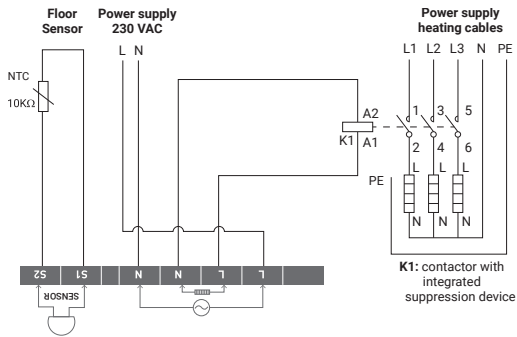 Floor
Sensor
Power supply
230 VAC
L N
Power supply
heating cables
L1 L2 L3 N PE
NTC
10KΩ
A2
K1 A1
1 3 5
2 4 6
L L L
PE
N N N
K1: contactor with
integrated
suppression device
S2 S1 N N L L
SENSOR